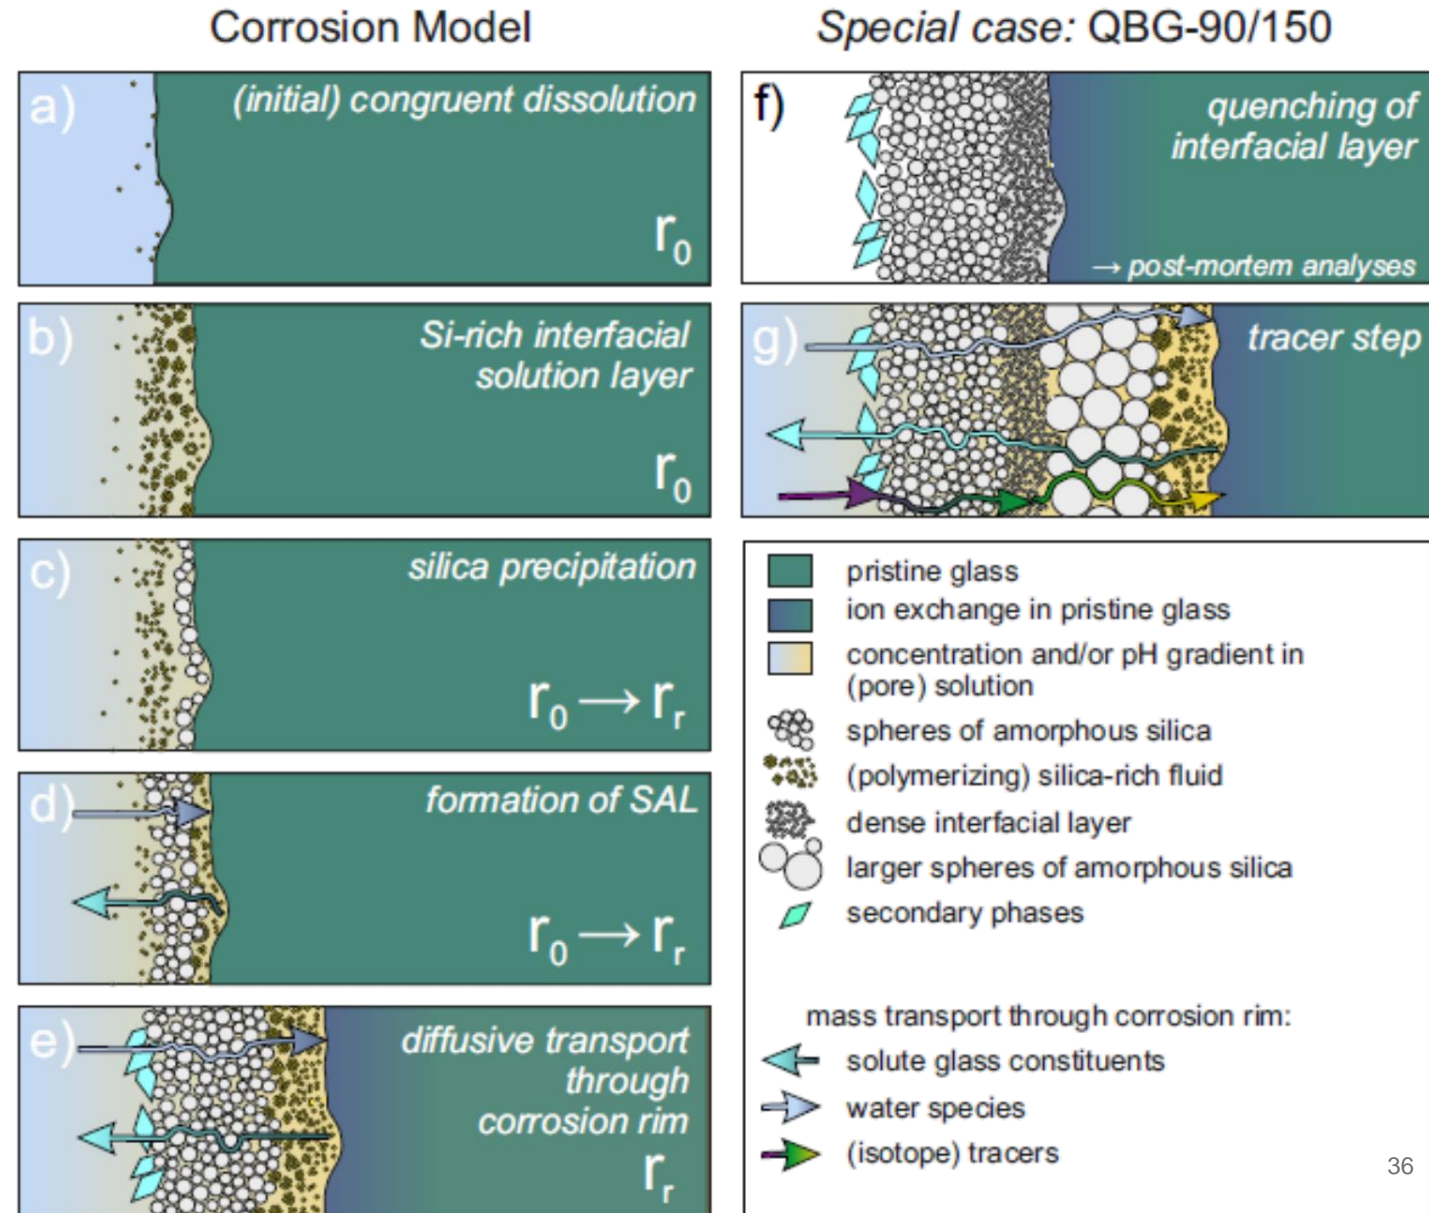 Corrosion Model
a)
(initial) congruent dissolution
r0
b)
Si-rich interfacial
solution layer
r0
c)
silica precipitation
r0 → rr
d)
formation of SAL
r0 → rr
e)
diffusive transport
through
corrosion rim
rr
Special case: QBG-90/150
f)
quenching of
interfacial layer
→ post-mortem analyses
g)
tracer step
pristine glass
ion exchange in pristine glass
concentration and/or pH gradient in
(pore) solution
spheres of amorphous silica
(polymerizing) silica-rich fluid
dense interfacial layer
larger spheres of amorphous silica
secondary phases
mass transport through corrosion rim:
solute glass constituents
water species
(isotope) tracers
36